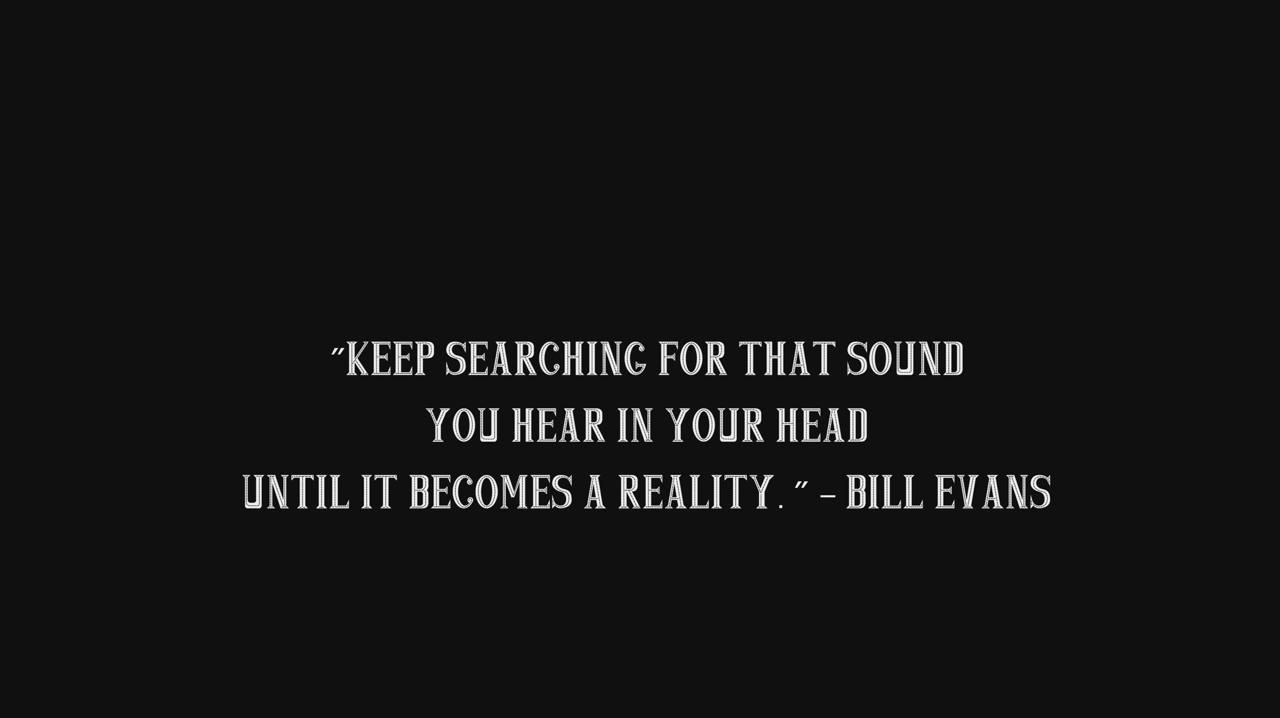 "KEEP SEARCHING FOR THAT SOUND
YOU HEAR IN YOUR HEAD
UNTIL IT BECOMES A REALITY." – BILL EVANS